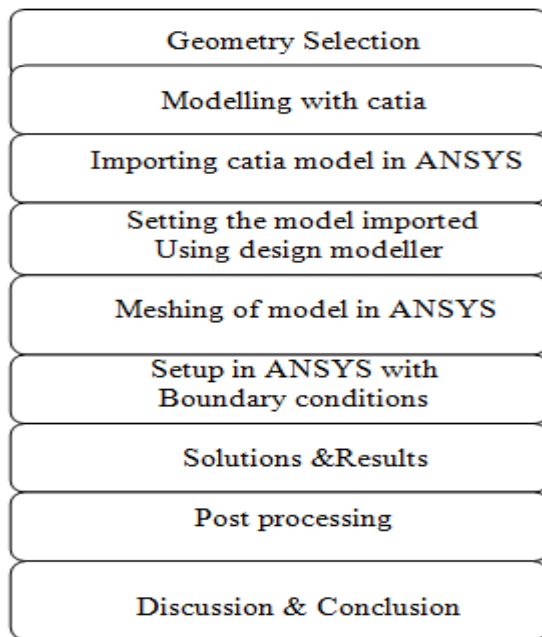 Geometry Selection
Modelling with catia
Importing catia model in ANSYS
Setting the model imported
Using design modeller
Meshing of model in ANSYS
Setup in ANSYS with
Boundary conditions
Solutions &Results
Post processing
Discussion & Conclusion